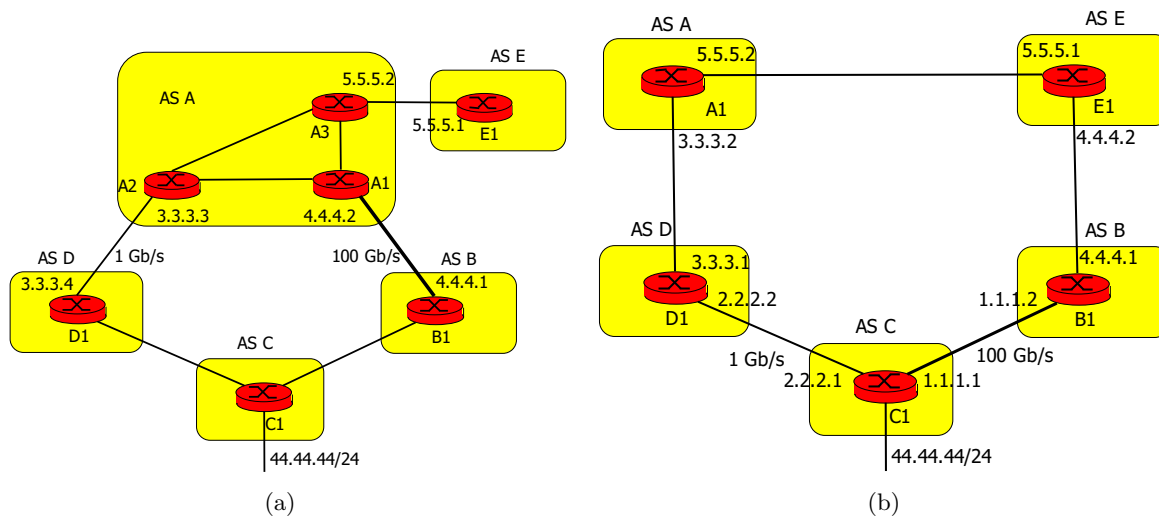 AS A
5.5.5.2
A3
AS E
5.5.5.1
E1
A2
3.3.3.3
A1
4.4.4.2
1 Gb/s
100 Gb/s
AS D
3.3.3.4
D1
AS B
4.4.4.1
B1
AS C
C1
44.44.44/24
(a)
AS A
5.5.5.2
A1
3.3.3.2
AS E
5.5.5.1
E1
4.4.4.2
AS D
3.3.3.1
2.2.2.2
D1
AS B
4.4.4.1
1.1.1.2
B1
1 Gb/s
100 Gb/s
AS C
2.2.2.1
1.1.1.1
C1
44.44.44/24
(b)